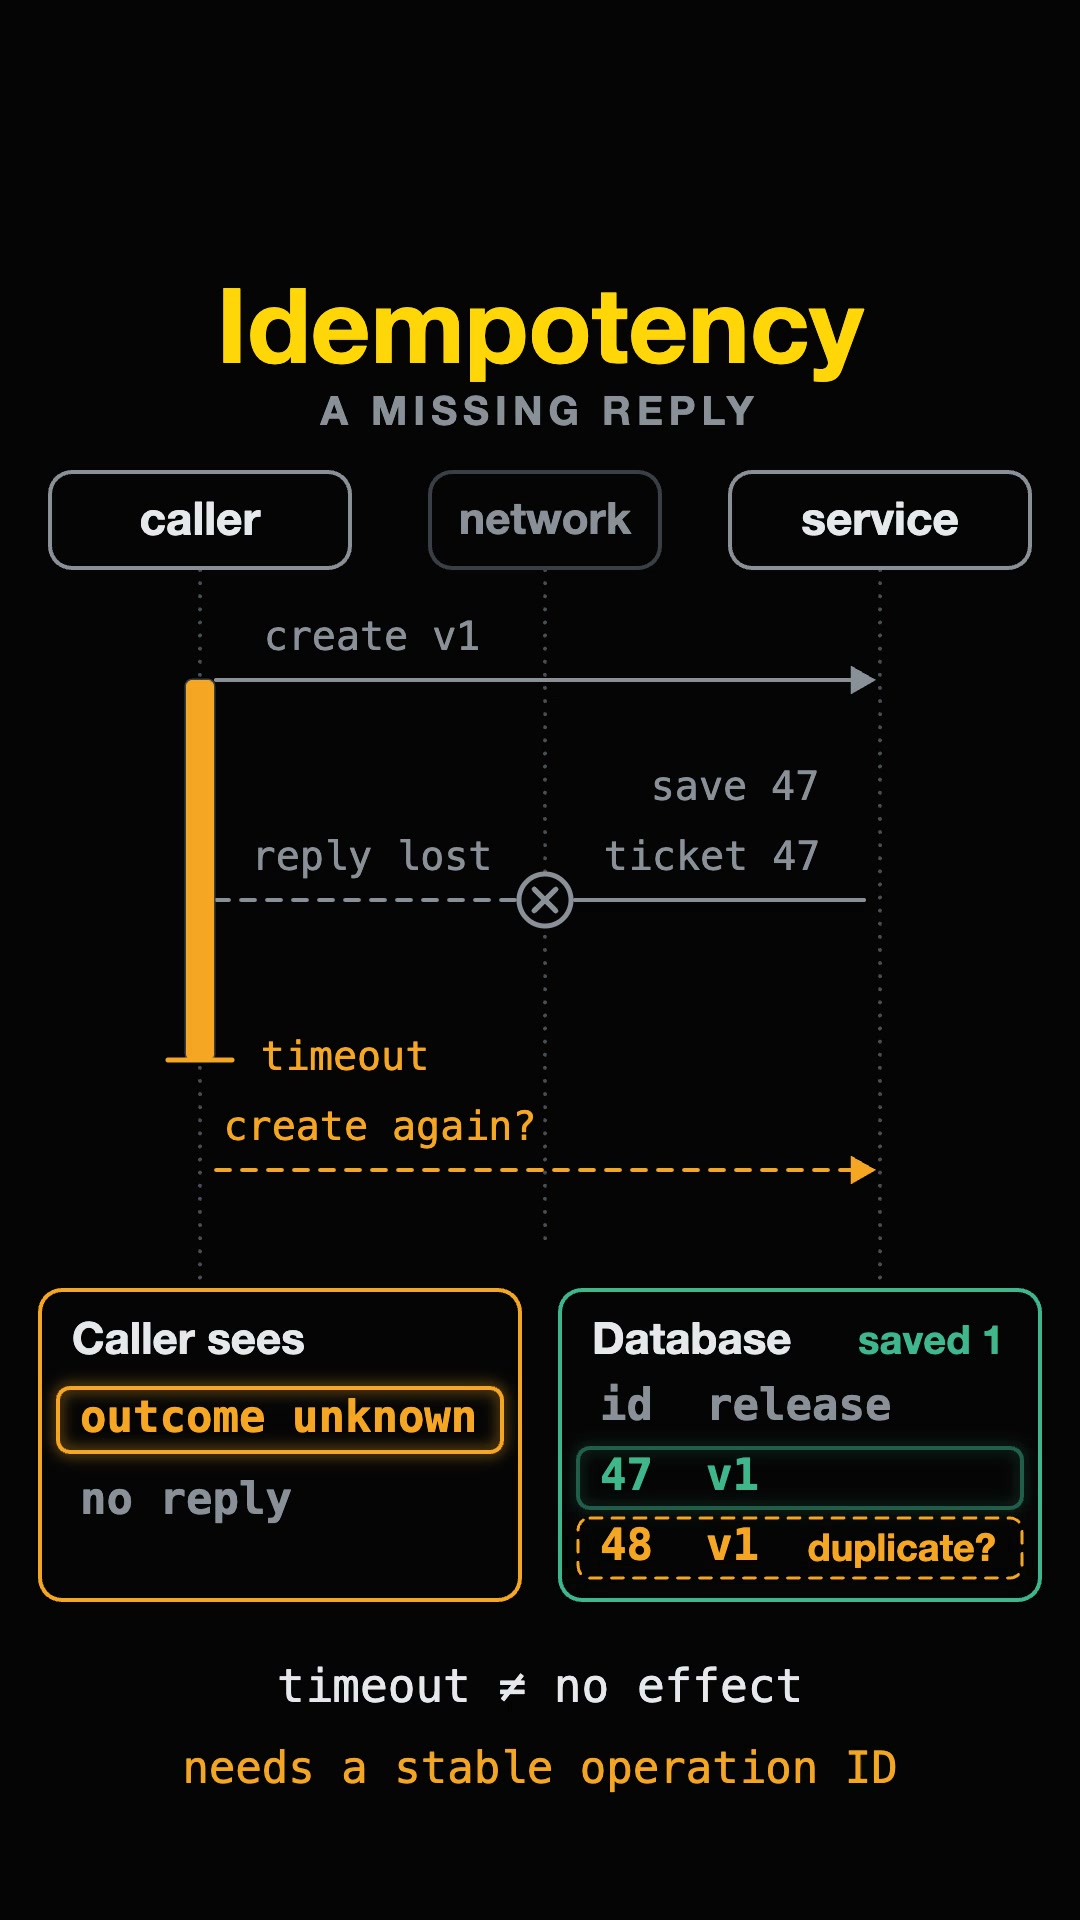 Idempotency
A MISSING REPLY
caller
network
service
create v1
save 47
reply lost
ticket 47
timeout
create again?
Caller sees
outcome unknown
no reply
Database saved 1
id release
47 v1
48 v1 duplicate?
timeout ≠ no effect
needs a stable operation ID